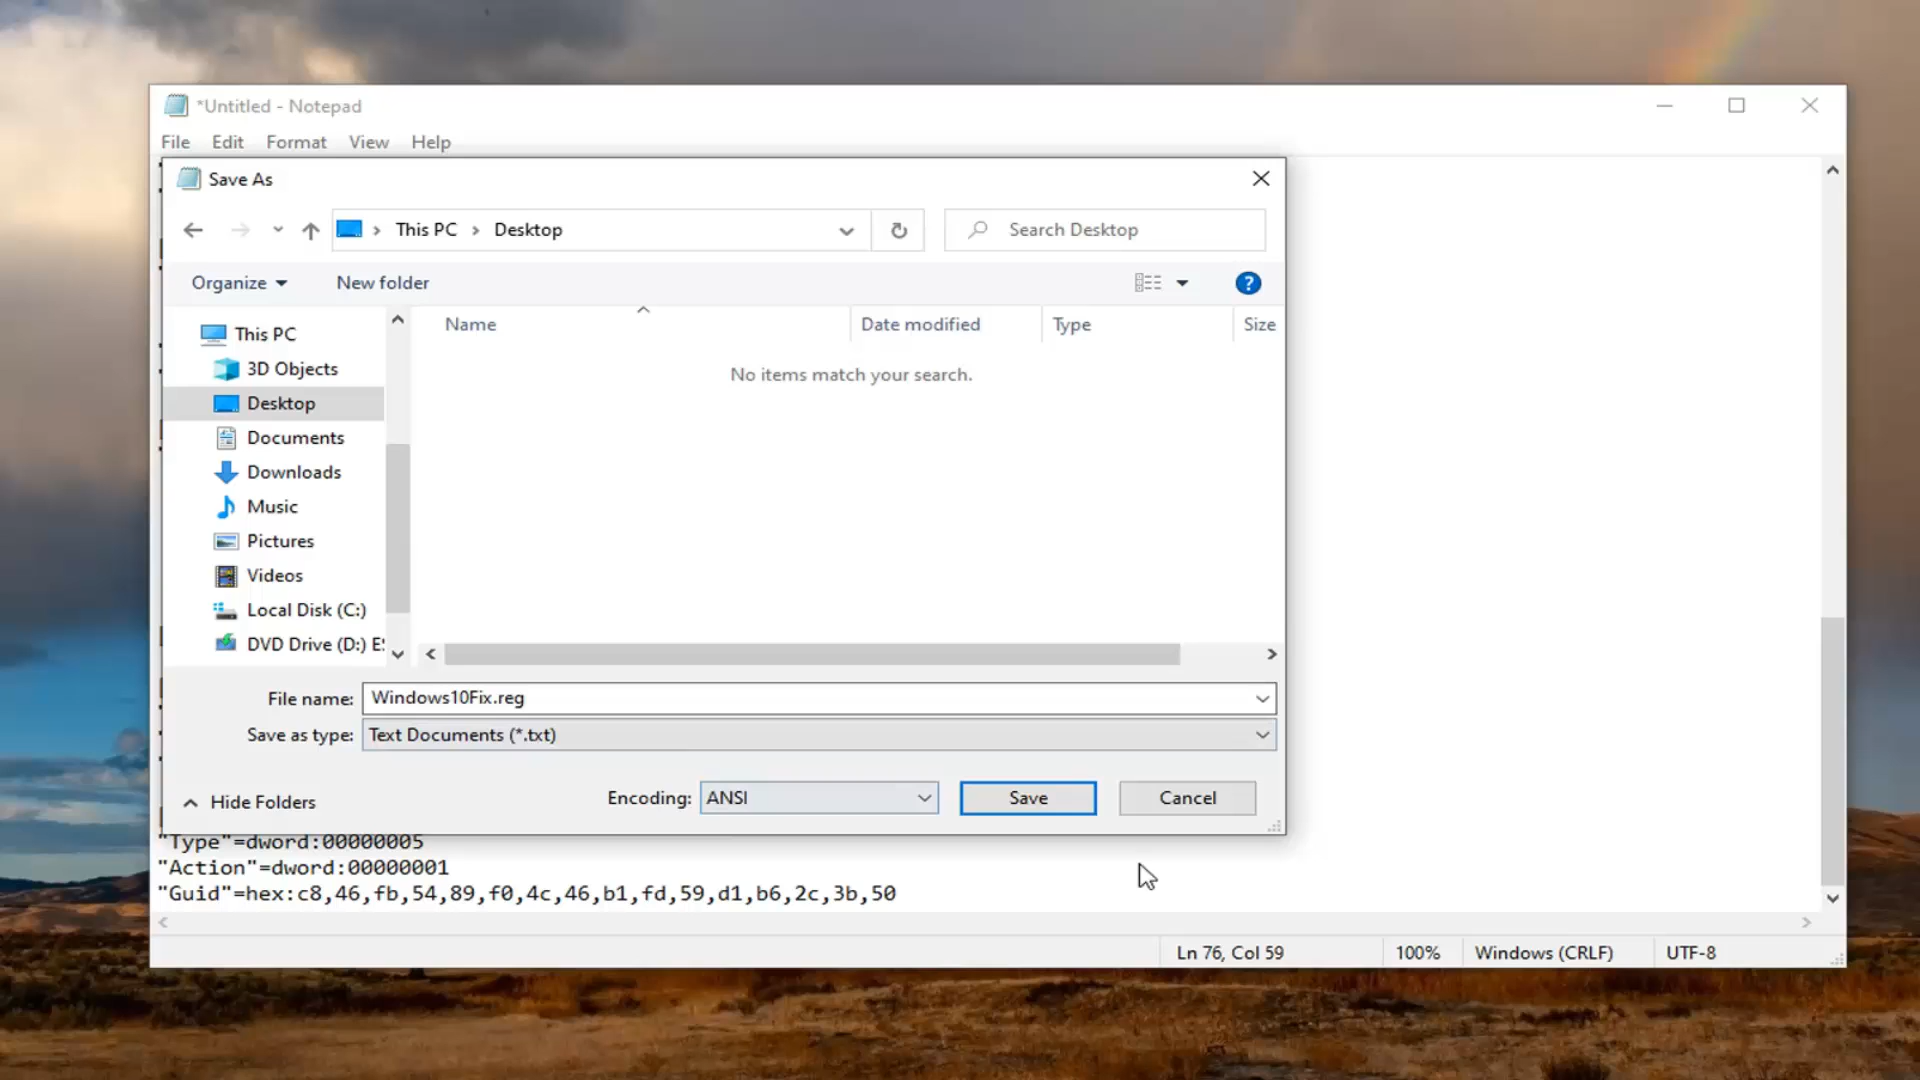 *Untitled - Notepad
File Edit Format View Help
Save As
This PC Desktop
Search Desktop
Organize New folder
?
Name Date modified Type Size
This PC
3D Objects
Desktop
Documents
Downloads
Music
Pictures
Videos
Local Disk (C:)
DVD Drive (D:) E
No items match your search.
File name: Windows10Fix.reg
Save as type: Text Documents (*.txt)
Hide Folders
Encoding: ANSI
Save
Cancel
"Type"=dword:00000005
"Action"=dword:00000001
"Guid"=hex:c8,46,fb,54,89,f0,4c,46,b1,fd,59,d1,b6,2c,3b,50
Ln 76, Col 59 100% Windows (CRLF) UTF-8